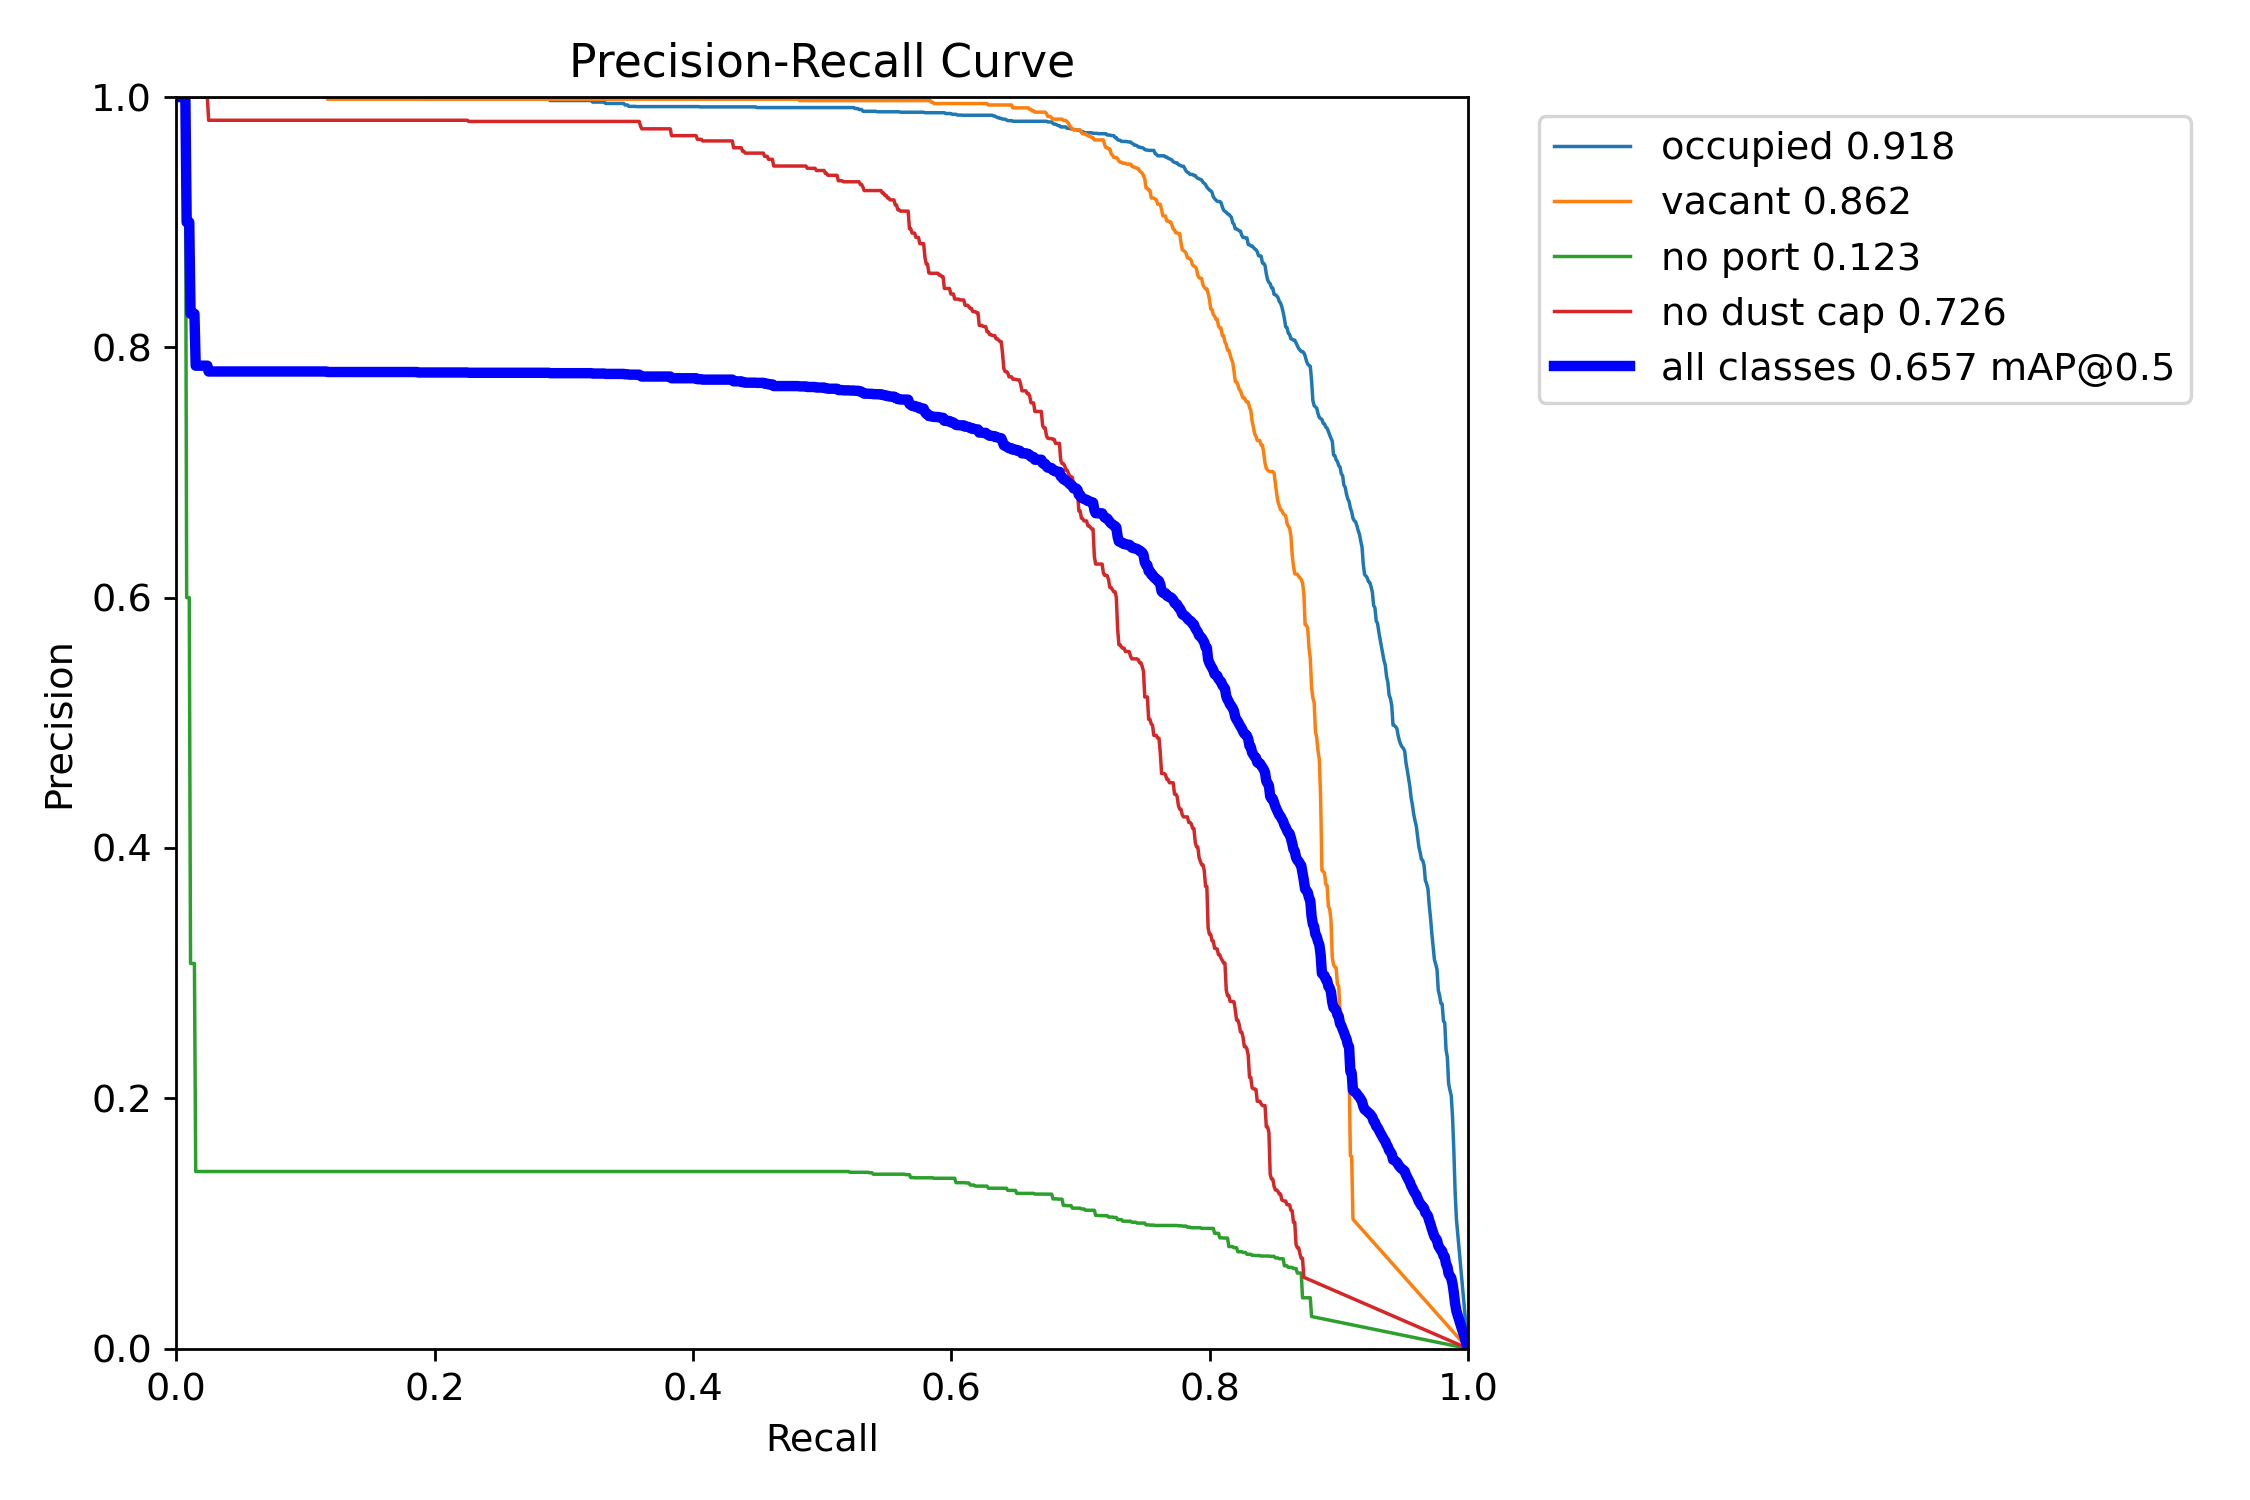 Precision-Recall Curve
1.0
0.8
0.6
0.4
0.2
0.0
Precision
0.0 0.2 0.4 0.6 0.8 1.0
Recall
occupied 0.918
vacant 0.862
no port 0.123
no dust cap 0.726
all classes 0.657 mAP@0.5